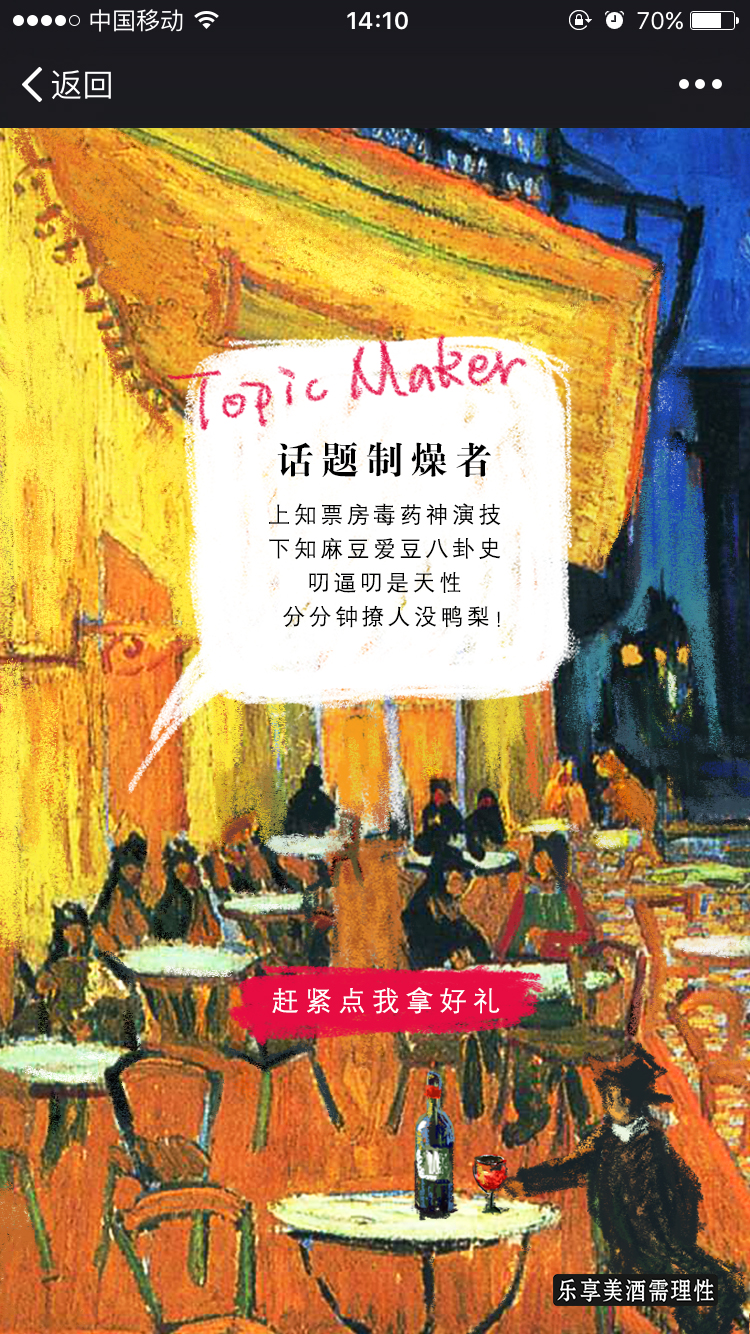 中国移动 14:10 70%
返回
Topic Maker
话题制燥者
上知票房毒药神演技
下知麻豆爱豆八卦史
叨逼叨是天性
分分钟撩人没鸭梨!
赶紧点我拿好礼
乐享美酒需理性